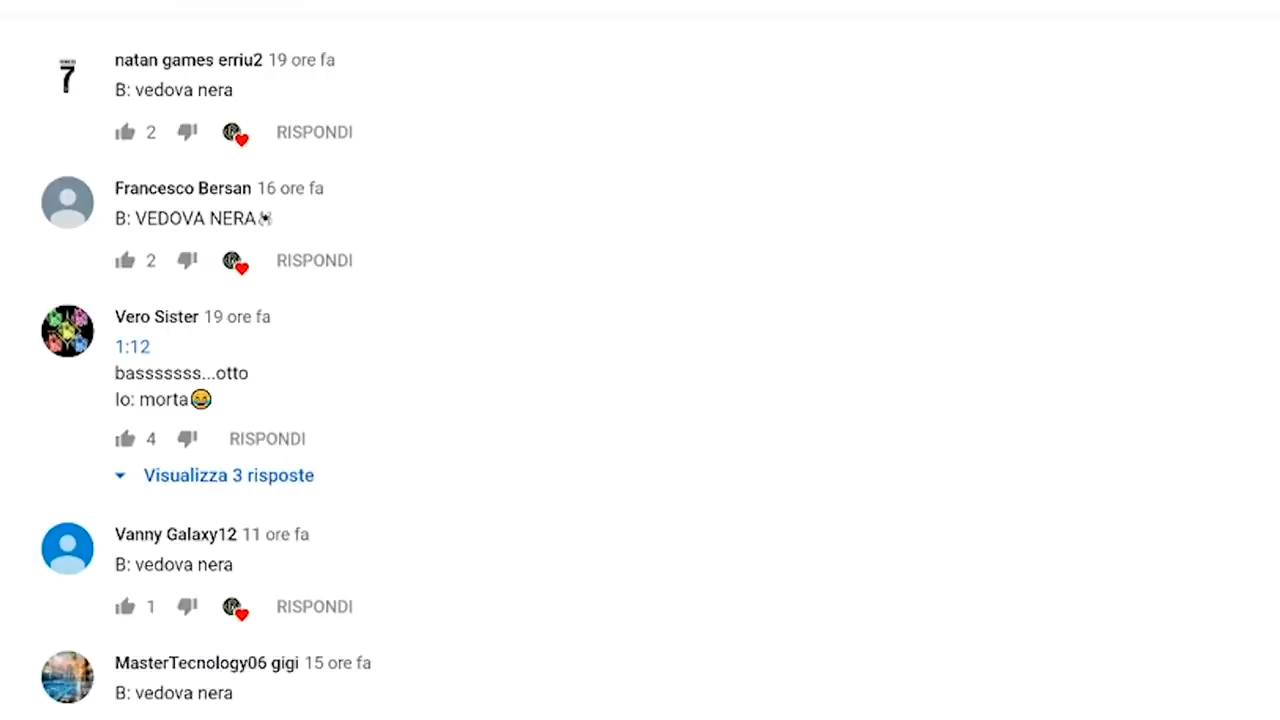 natan games erriu2 19 ore fa
B: vedova nera
2 RISPONDI
Francesco Bersan 16 ore fa
B: VEDOVA NERA🕷
2 RISPONDI
Vero Sister 19 ore fa
1:12
basssssss...otto
Io: morta😂
4 RISPONDI
Visualizza 3 risposte
Vanny Galaxy12 11 ore fa
B: vedova nera
1 RISPONDI
MasterTecnology06 gigi 15 ore fa
B: vedova nera
7